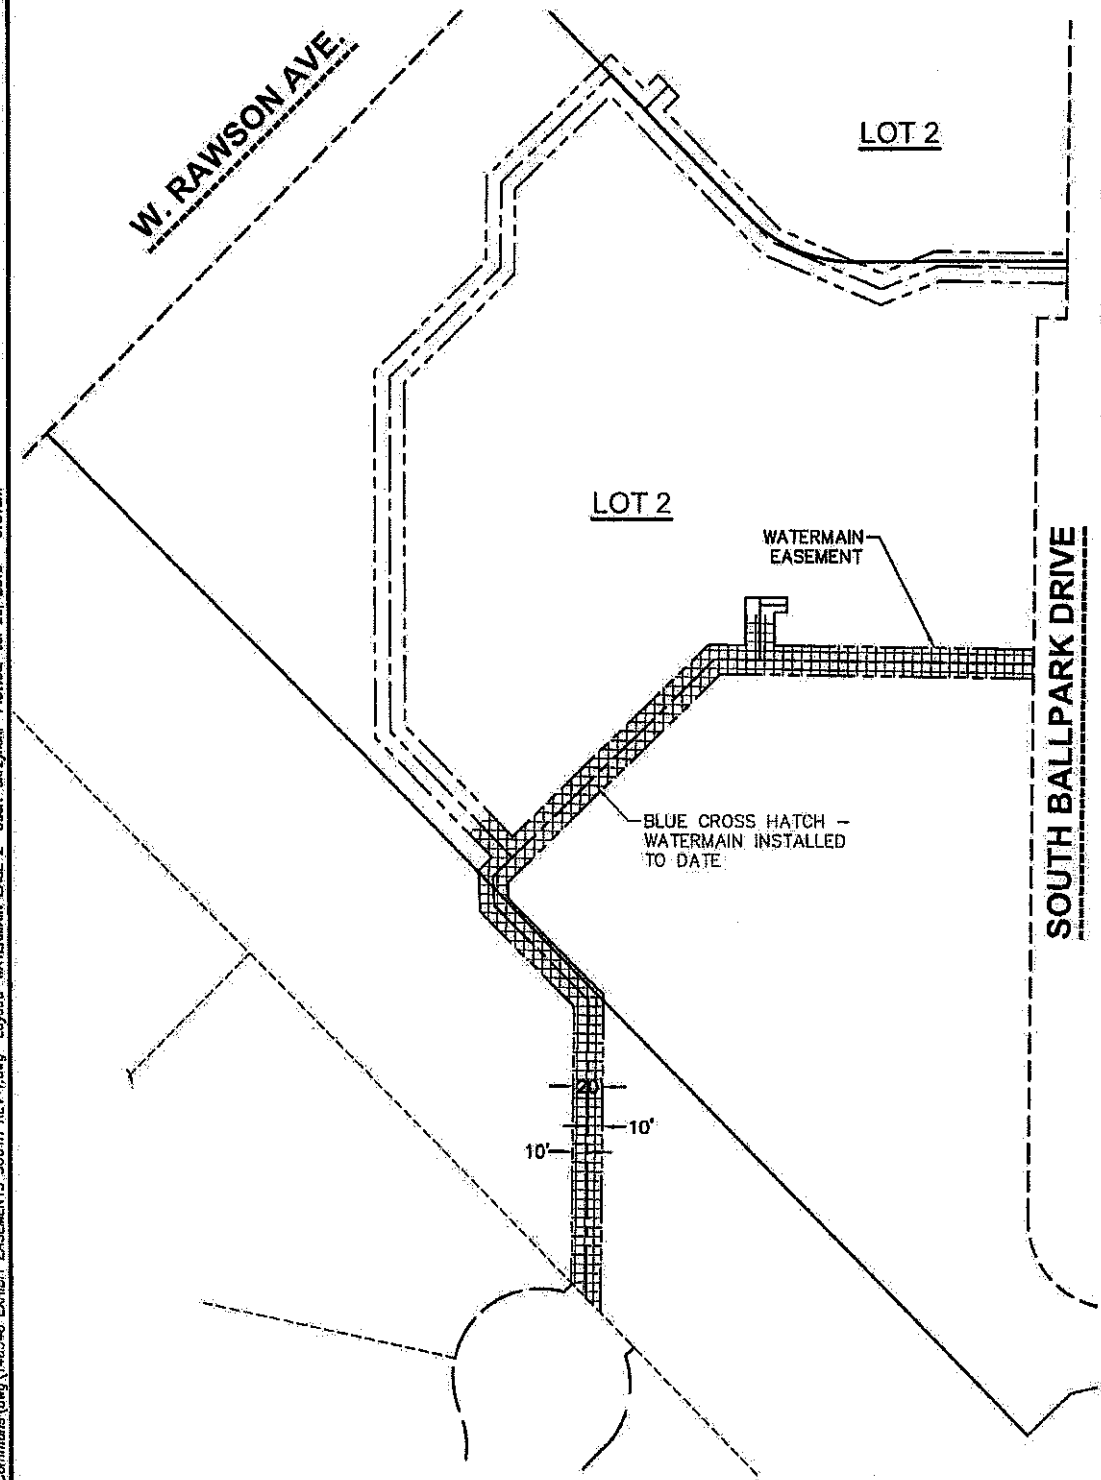 W. RAWSON AVE.
LOT 2
LOT 2
WATERMAIN
EASEMENT
SOUTH BALLPARK DRIVE
BLUE CROSS HATCH –
WATERMAIN INSTALLED
TO DATE
20'
10'
10'